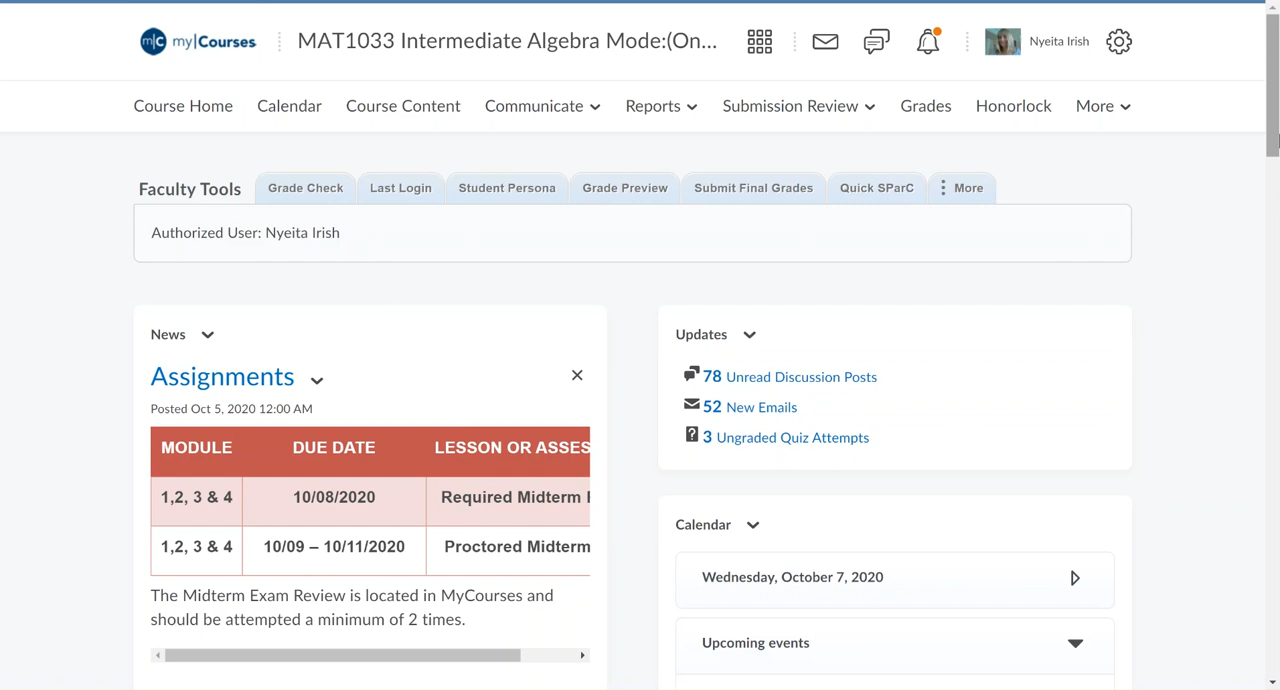 m|c my|Courses MAT1033 Intermediate Algebra Mode:(On... Nyeita Irish
Course Home Calendar Course Content Communicate Reports Submission Review Grades Honorlock More
Faculty Tools Grade Check Last Login Student Persona Grade Preview Submit Final Grades Quick SParC More
Authorized User: Nyeita Irish
News
Assignments
Posted Oct 5, 2020 12:00 AM
MODULE DUE DATE LESSON OR ASSES
1,2, 3 & 4 10/08/2020 Required Midterm
1,2, 3 & 4 10/09 – 10/11/2020 Proctored Midterm
The Midterm Exam Review is located in MyCourses and
should be attempted a minimum of 2 times.
Updates
78 Unread Discussion Posts
52 New Emails
3 Ungraded Quiz Attempts
Calendar
Wednesday, October 7, 2020
Upcoming events